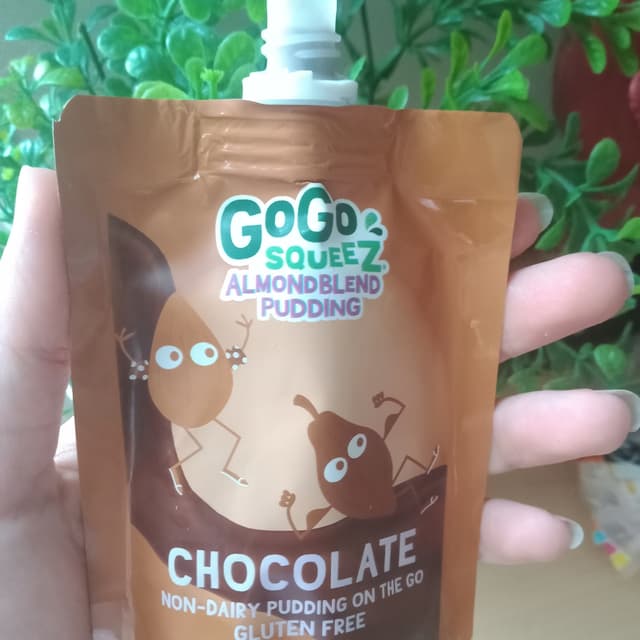 GOGO
SQUEEZ
ALMONDBLEND
PUDDING
CHOCOLATE
NON-DAIRY PUDDING ON THE GO
GLUTEN FREE